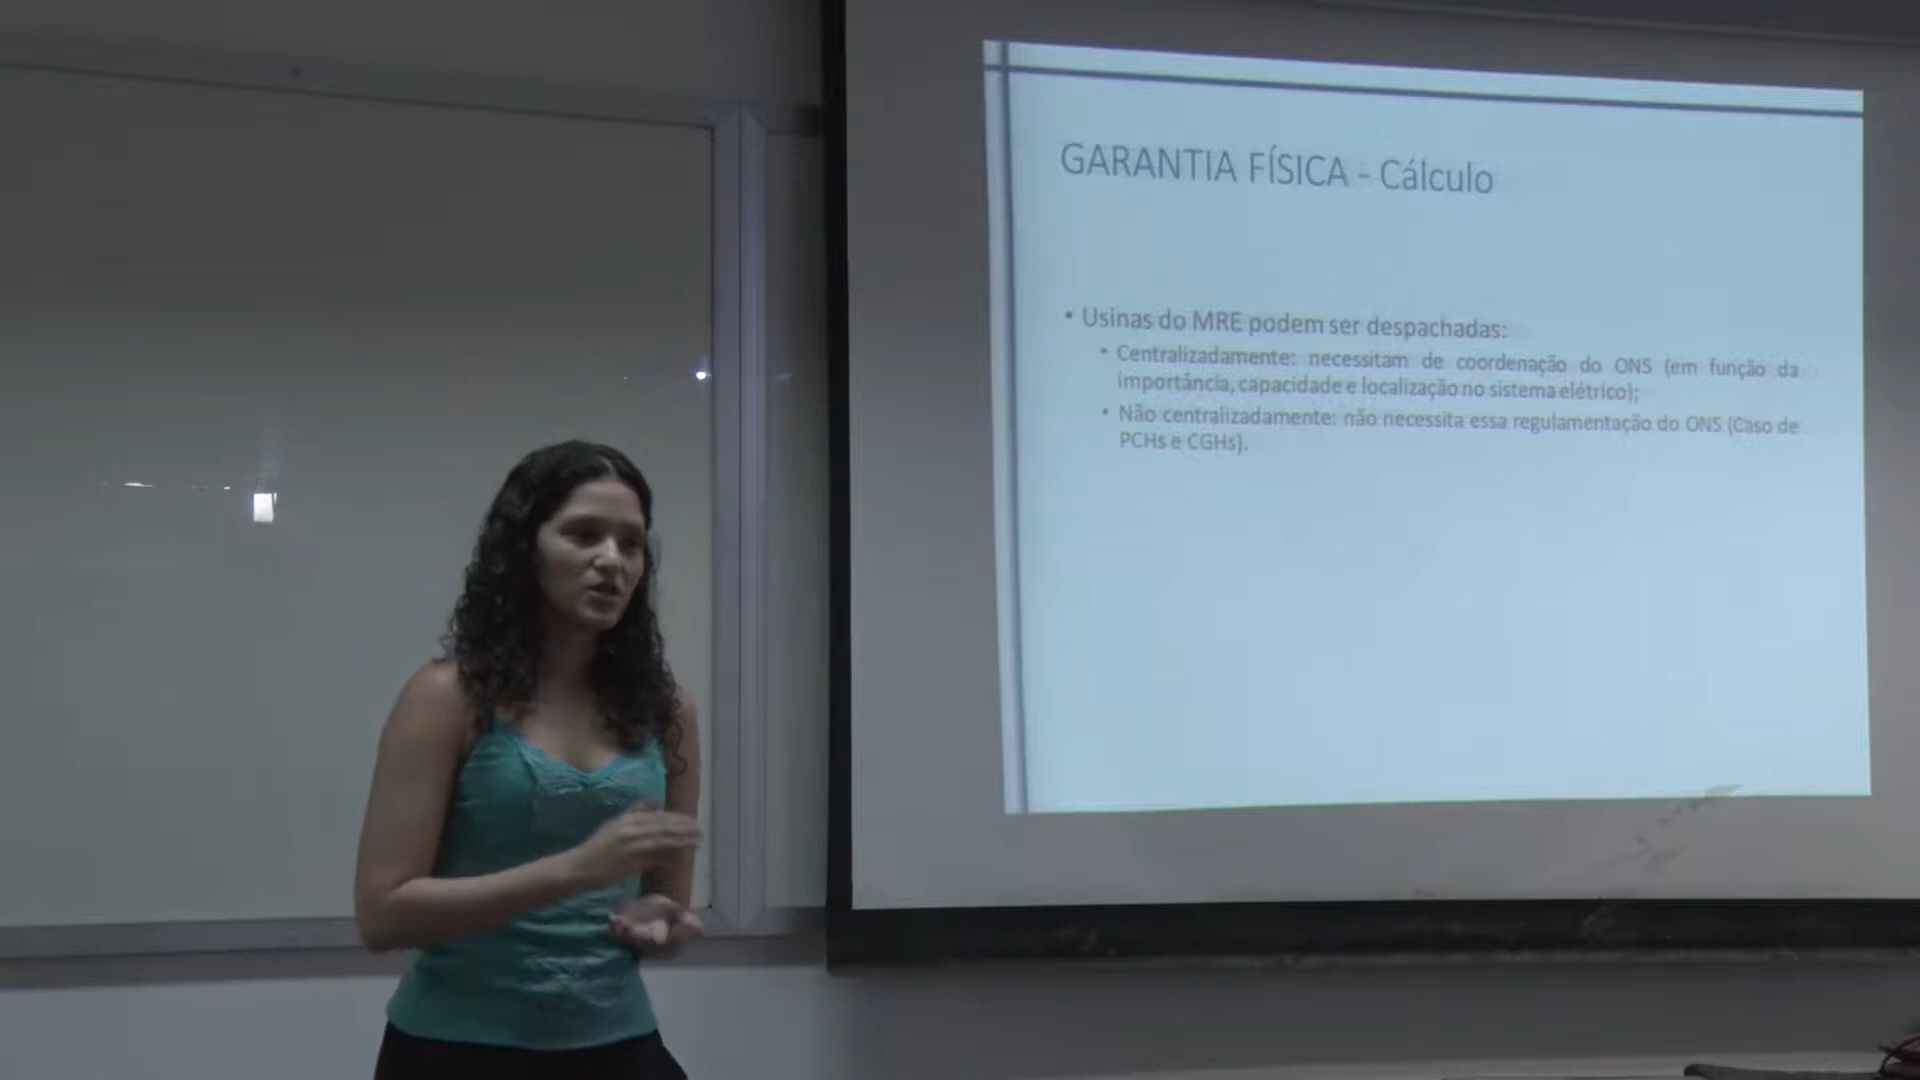 GARANTIA FÍSICA - Cálculo
• Usinas do MRE podem ser despachadas:
• Centralizadamente: necessitam de coordenação do ONS (em função da
importância, capacidade e localização no sistema elétrico);
• Não centralizadamente: não necessita essa regulamentação do ONS (Caso de
PCHs e CGHs).